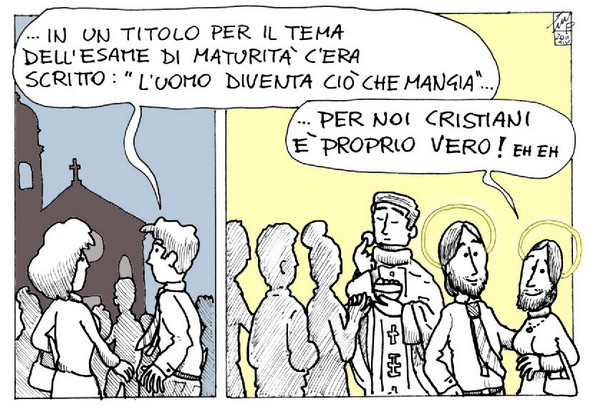 ... IN UN TITOLO PER IL TEMA
DELL'ESAME DI MATURITÀ C'ERA
SCRITTO: "L'UOMO DIVENTA CIÒ CHE MANGIA"...
... PER NOI CRISTIANI
È PROPRIO VERO! EH EH